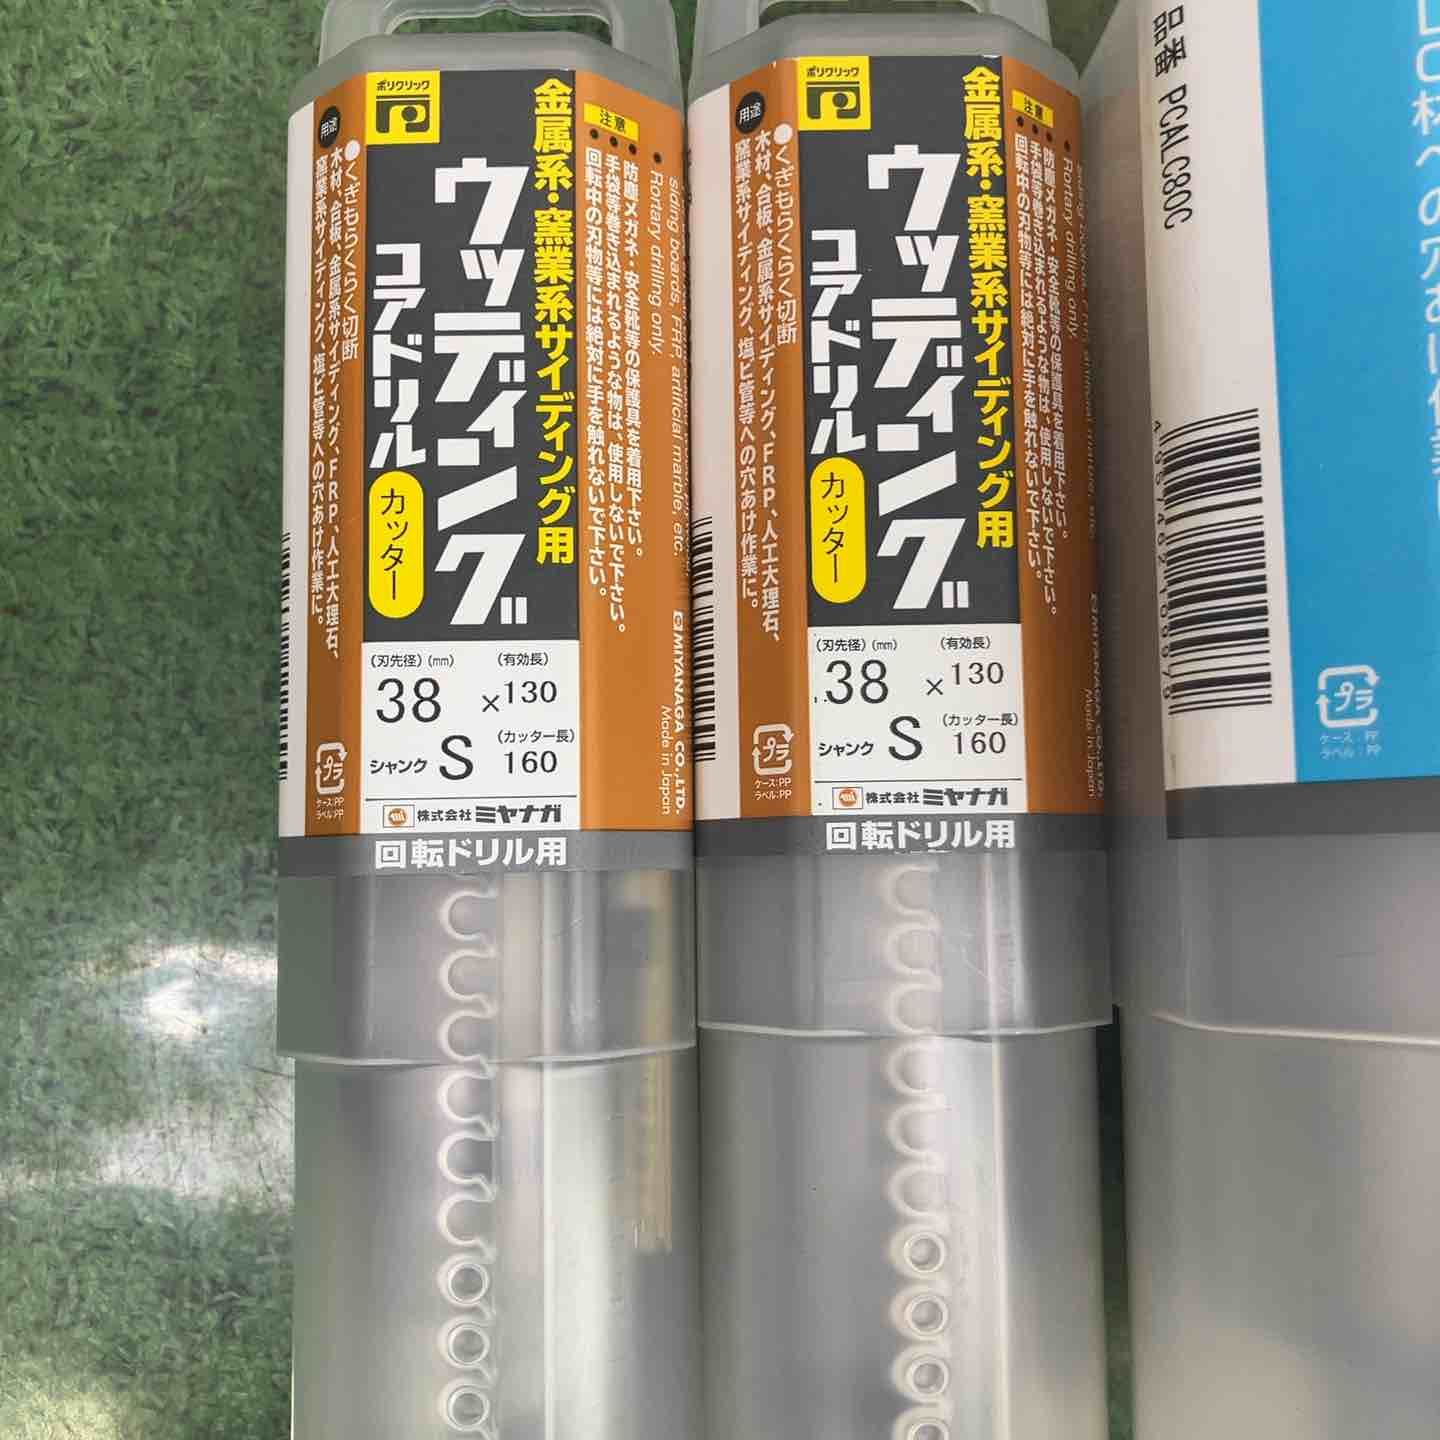 ポリクリック
金属系・窯業系サイディング用
ウッディング
コアドリル
カッター
用途
●くぎもらくらく切断
木材、合板、金属系サイディング、FRP、人工大理石、
窯業系サイディング、塩ビ管等への穴あけ作業に。
注意
siding boards, FRP, artificial marble, etc.
• Rortary drilling only.
• 防塵メガネ・安全靴等の保護具を着用下さい。
• 手袋等巻き込まれるような物は、使用しないで下さい。
• 回転中の刃物等には絶対に手を触れないで下さい。
MIYANAGA CO.,LTD.
Made in Japan
(刃先径)(mm) (有効長)
38 ×130
シャンク S (カッター長)
160
プラ
ケース:PP
ラベル:PP
mi 株式会社 ミヤナガ
回転ドリル用
ポリクリック
金属系・窯業系サイディング用
ウッディング
コアドリル
カッター
用途
●くぎもらくらく切断
木材、合板、金属系サイディング、FRP、人工大理石、
窯業系サイディング、塩ビ管等への穴あけ作業に。
注意
• Rortary drilling only.
• 防塵メガネ・安全靴等の保護具を着用下さい。
• 手袋等巻き込まれるような物は、使用しないで下さい。
• 回転中の刃物等には絶対に手を触れないで下さい。
MIYANAGA CO.,LTD.
Made in Japan
(刃先径)(mm) (有効長)
38 ×130
シャンク S (カッター長)
160
プラ
ケース:PP
ラベル:PP
mi 株式会社 ミヤナガ
回転ドリル用
品番 PCALC80C
材への穴あけ作業
プラ
ケース:PP
ラベル:PP